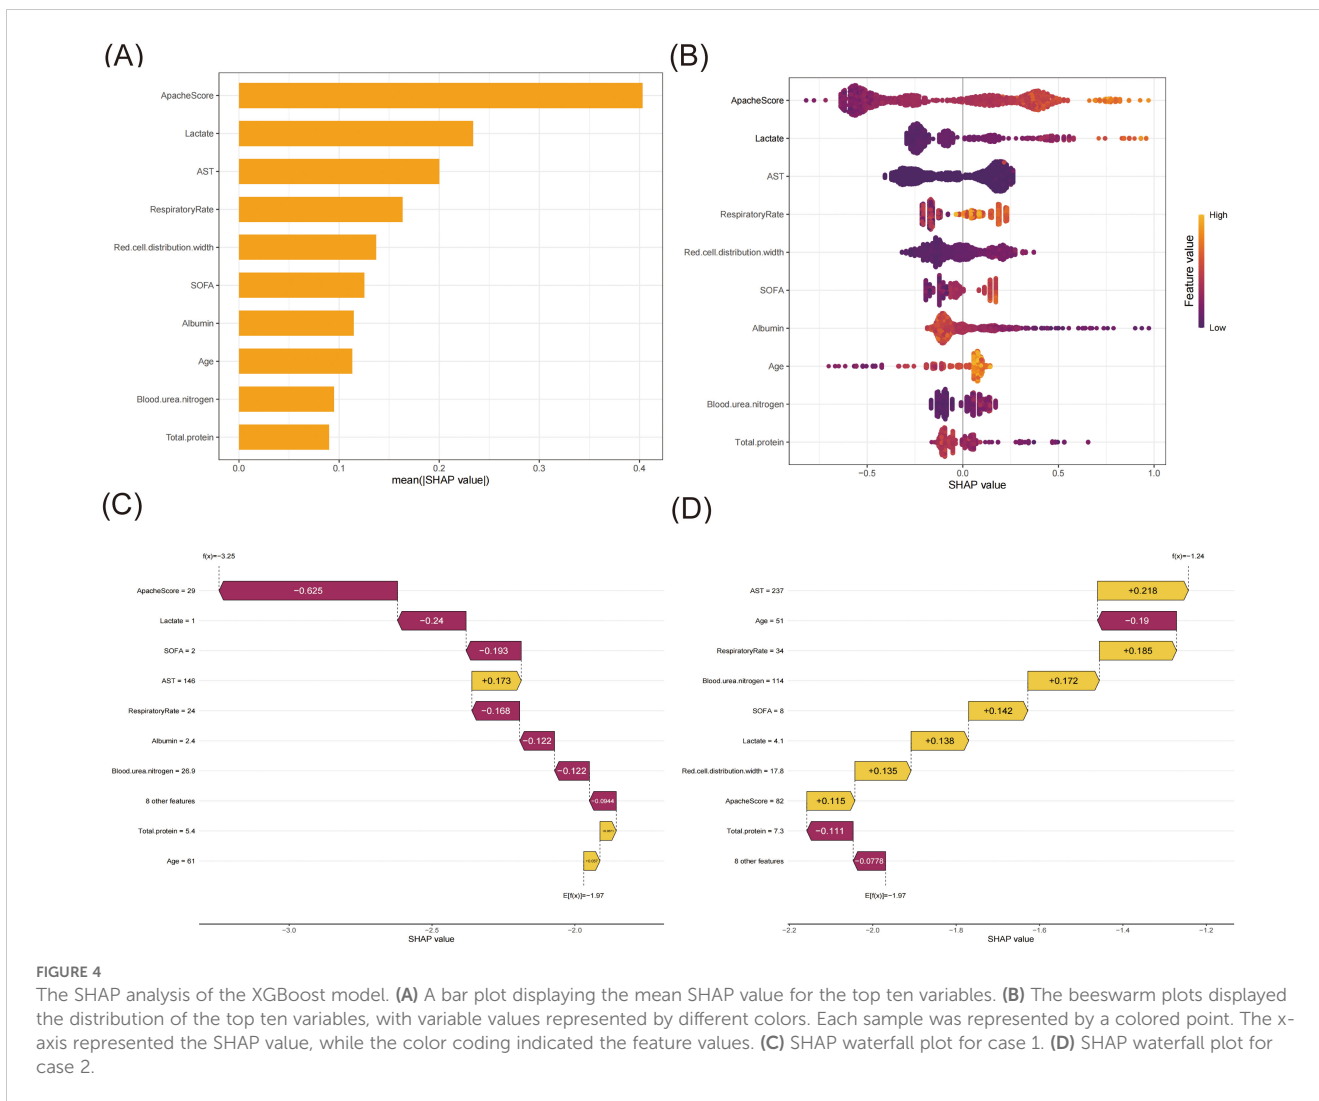 (A)
ApacheScore
Lactate
AST
RespiratoryRate
Red.cell.distribution.width
SOFA
Albumin
Age
Blood.urea.nitrogen
Total.protein
0.0 0.1 0.2 0.3 0.4
mean(|SHAP value|)
(B)
ApacheScore
Lactate
AST
RespiratoryRate
Red.cell.distribution.width
SOFA
Albumin
Age
Blood.urea.nitrogen
Total.protein
−0.5 0.0 0.5 1.0
SHAP value
High
Feature value
Low
(C)
f(x)=−3.25
ApacheScore = 29 −0.625
Lactate = 1 −0.24
SOFA = 2 −0.193
AST = 146 +0.173
RespiratoryRate = 24 −0.168
Albumin = 2.4 −0.122
Blood.urea.nitrogen = 26.9 −0.122
8 other features −0.0944
Total.protein = 5.4
Age = 61
E[f(x)]=−1.97
−3.0 −2.5 −2.0
SHAP value
(D)
f(x)=−1.24
AST = 237 +0.218
Age = 51 −0.19
RespiratoryRate = 34 +0.185
Blood.urea.nitrogen = 114 +0.172
SOFA = 8 +0.142
Lactate = 4.1 +0.138
Red.cell.distribution.width = 17.8 +0.135
ApacheScore = 82 +0.115
Total.protein = 7.3 −0.111
8 other features −0.0778
E[f(x)]=−1.97
−2.2 −2.0 −1.8 −1.6 −1.4 −1.2
SHAP value
FIGURE 4
The SHAP analysis of the XGBoost model. (A) A bar plot displaying the mean SHAP value for the top ten variables. (B) The beeswarm plots displayed
the distribution of the top ten variables, with variable values represented by different colors. Each sample was represented by a colored point. The x-
axis represented the SHAP value, while the color coding indicated the feature values. (C) SHAP waterfall plot for case 1. (D) SHAP waterfall plot for
case 2.